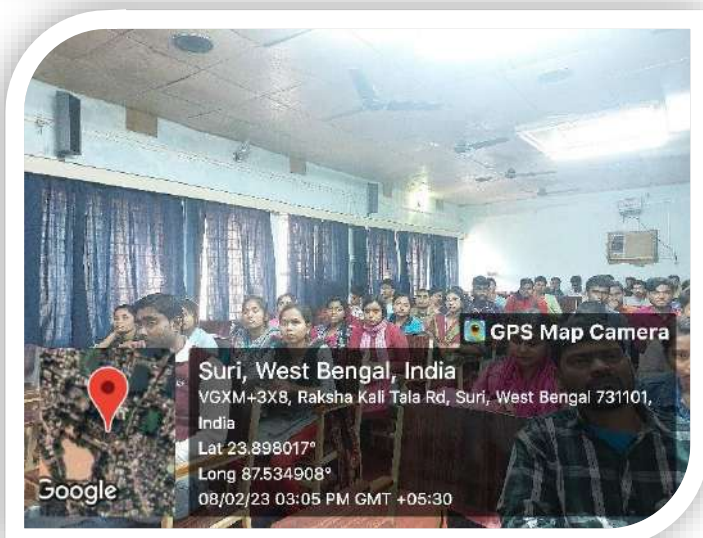 GPS Map Camera
Suri, West Bengal, India
VGXM+3X8, Raksha Kali Tala Rd, Suri, West Bengal 731101,
India
Lat 23.898017°
Long 87.534908°
08/02/23 03:05 PM GMT +05:30
Google